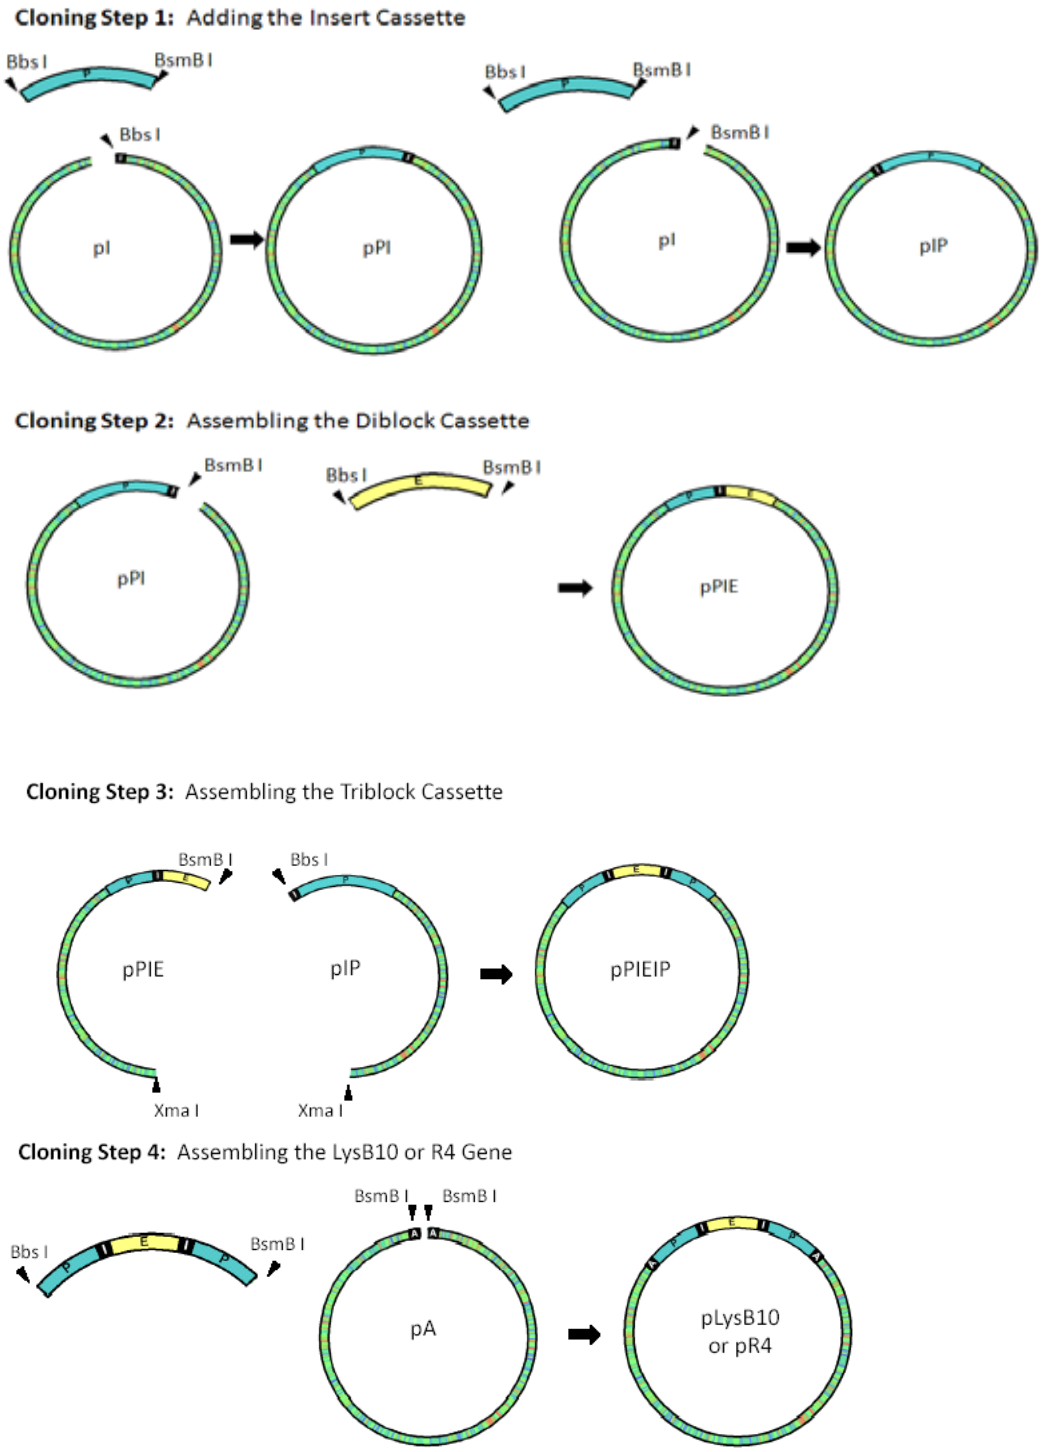 Cloning Step 1: Adding the Insert Cassette
Bbs I
BsmB I
P
Bbs I
BsmB I
P
Bbs I
I
pI
P
I
pPI
BsmB I
I
pI
I
P
pIP
Cloning Step 2: Assembling the Diblock Cassette
BsmB I
P
I
pPI
Bbs I
E
BsmB I
P
I
E
pPIE
Cloning Step 3: Assembling the Triblock Cassette
BsmB I
P
I
E
pPIE
Xma I
Bbs I
I
P
pIP
Xma I
P
I
E
I
P
pPIEIP
Cloning Step 4: Assembling the LysB10 or R4 Gene
Bbs I
P
I
E
I
P
BsmB I
BsmB I
BsmB I
A
A
pA
A
P
I
E
I
P
A
pLysB10
or pR4